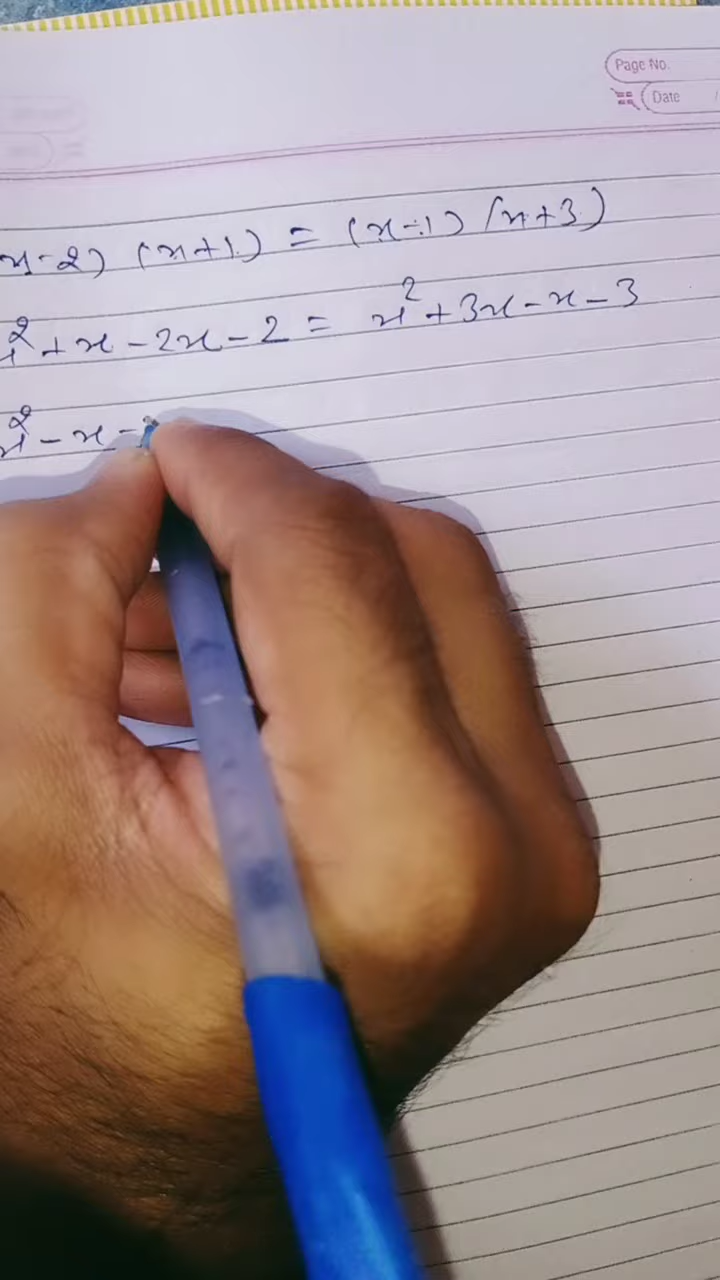 Page No.
Date /
x-2) (x+1) = (x-1) (x+3)
x² + x - 2x - 2 = x² + 3x - x - 3
x² - x -